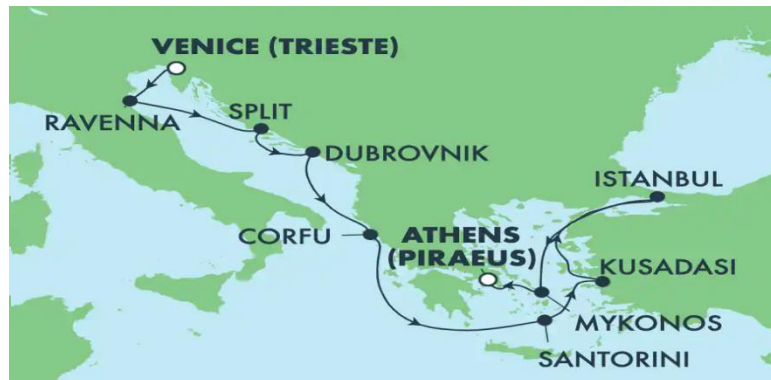 VENICE (TRIESTE)
RAVENNA
SPLIT
DUBROVNIK
ISTANBUL
CORFU
ATHENS
(PIRAEUS)
KUSADASI
MYKONOS
SANTORINI